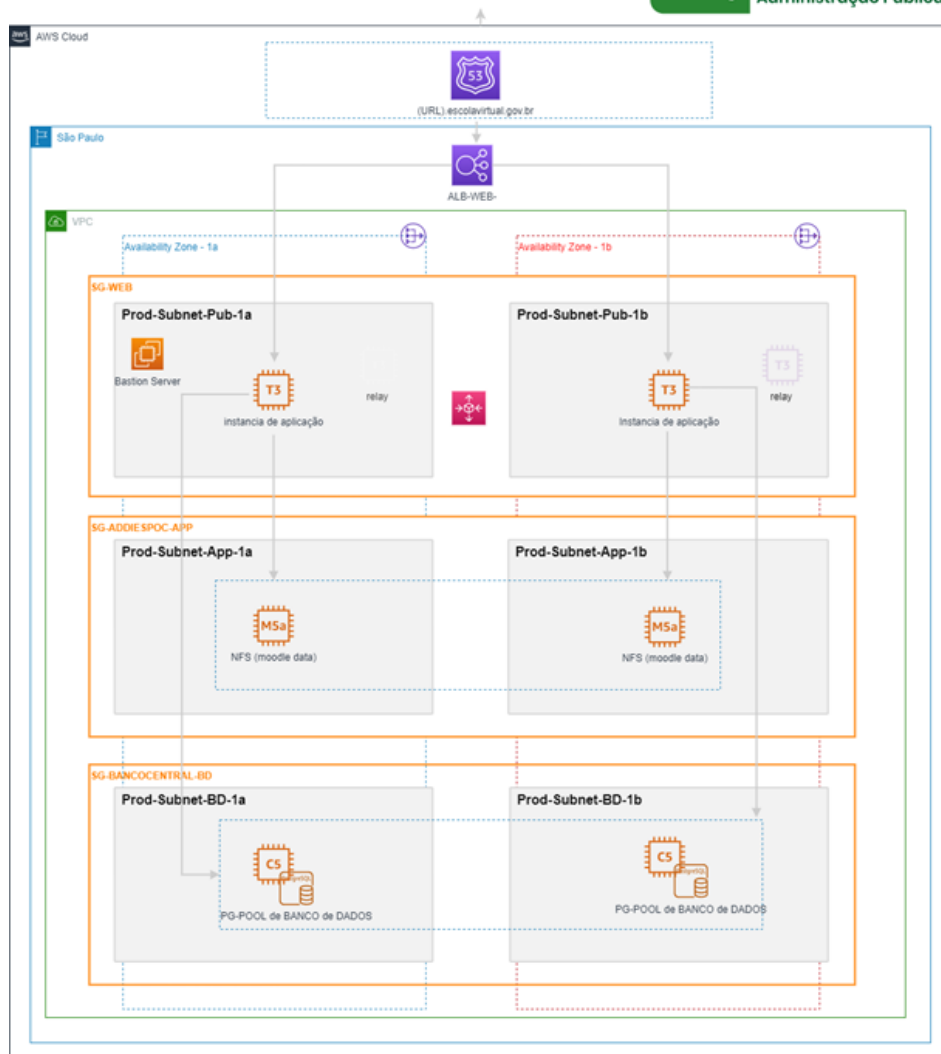 Administração Pública
aws
AWS Cloud
53
(URL).escolavirtual.gov.br
São Paulo
ALB-WEB-
VPC
Availability Zone - 1a
Availability Zone - 1b
SG-WEB
Prod-Subnet-Pub-1a
Prod-Subnet-Pub-1b
Bastion Server
T3
instancia de aplicação
relay
T3
Instancia de aplicação
T3
relay
SG-ADDIESPOC-APP
Prod-Subnet-App-1a
Prod-Subnet-App-1b
M5a
NFS (moodle data)
M5a
NFS (moodle data)
SG-BANCOCENTRAL-BD
Prod-Subnet-BD-1a
Prod-Subnet-BD-1b
C5
PG-POOL de BANCO de DADOS
C5
PG-POOL de BANCO de DADOS